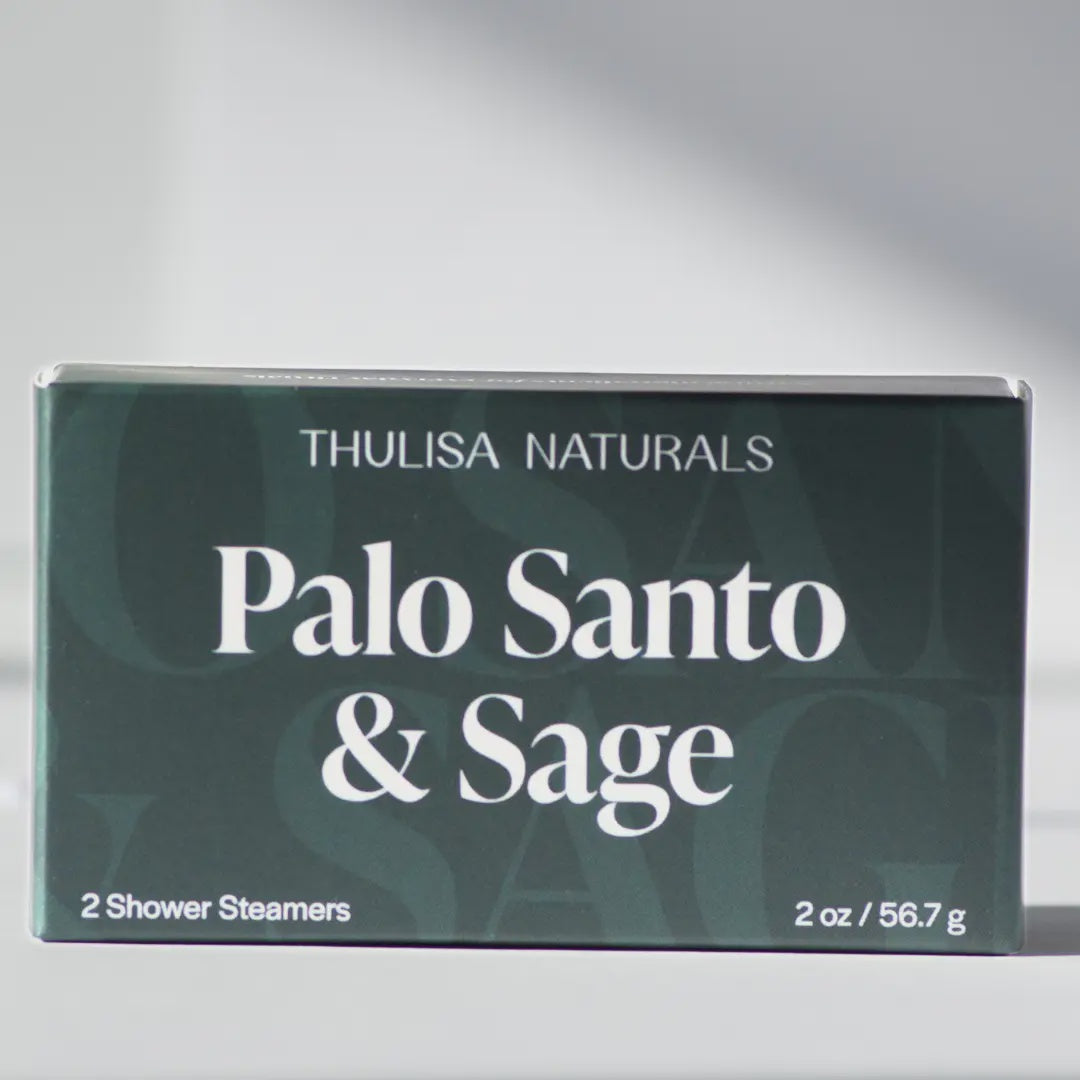 THULISA NATURALS
Palo Santo
& Sage
2 Shower Steamers
2 oz / 56.7 g